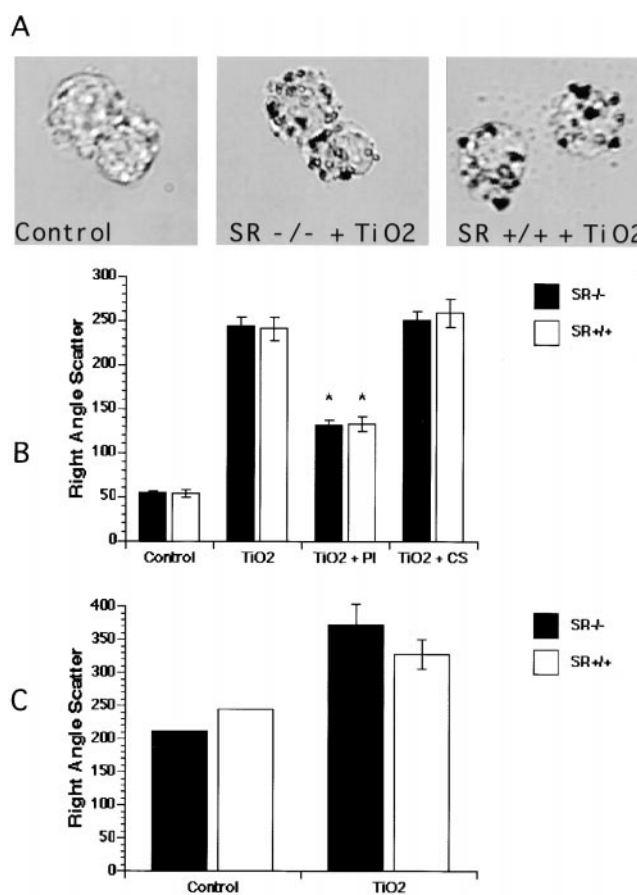 A
Control
SR -/- + TiO2
SR +/+ + TiO2
B
Right Angle Scatter
300
250
200
150
100
50
0
* *
Control TiO2 TiO2 + PI TiO2 + CS
SR-/-
SR+/+
C
Right Angle Scatter
400
350
300
250
200
150
100
50
0
Control TiO2
SR-/-
SR+/+